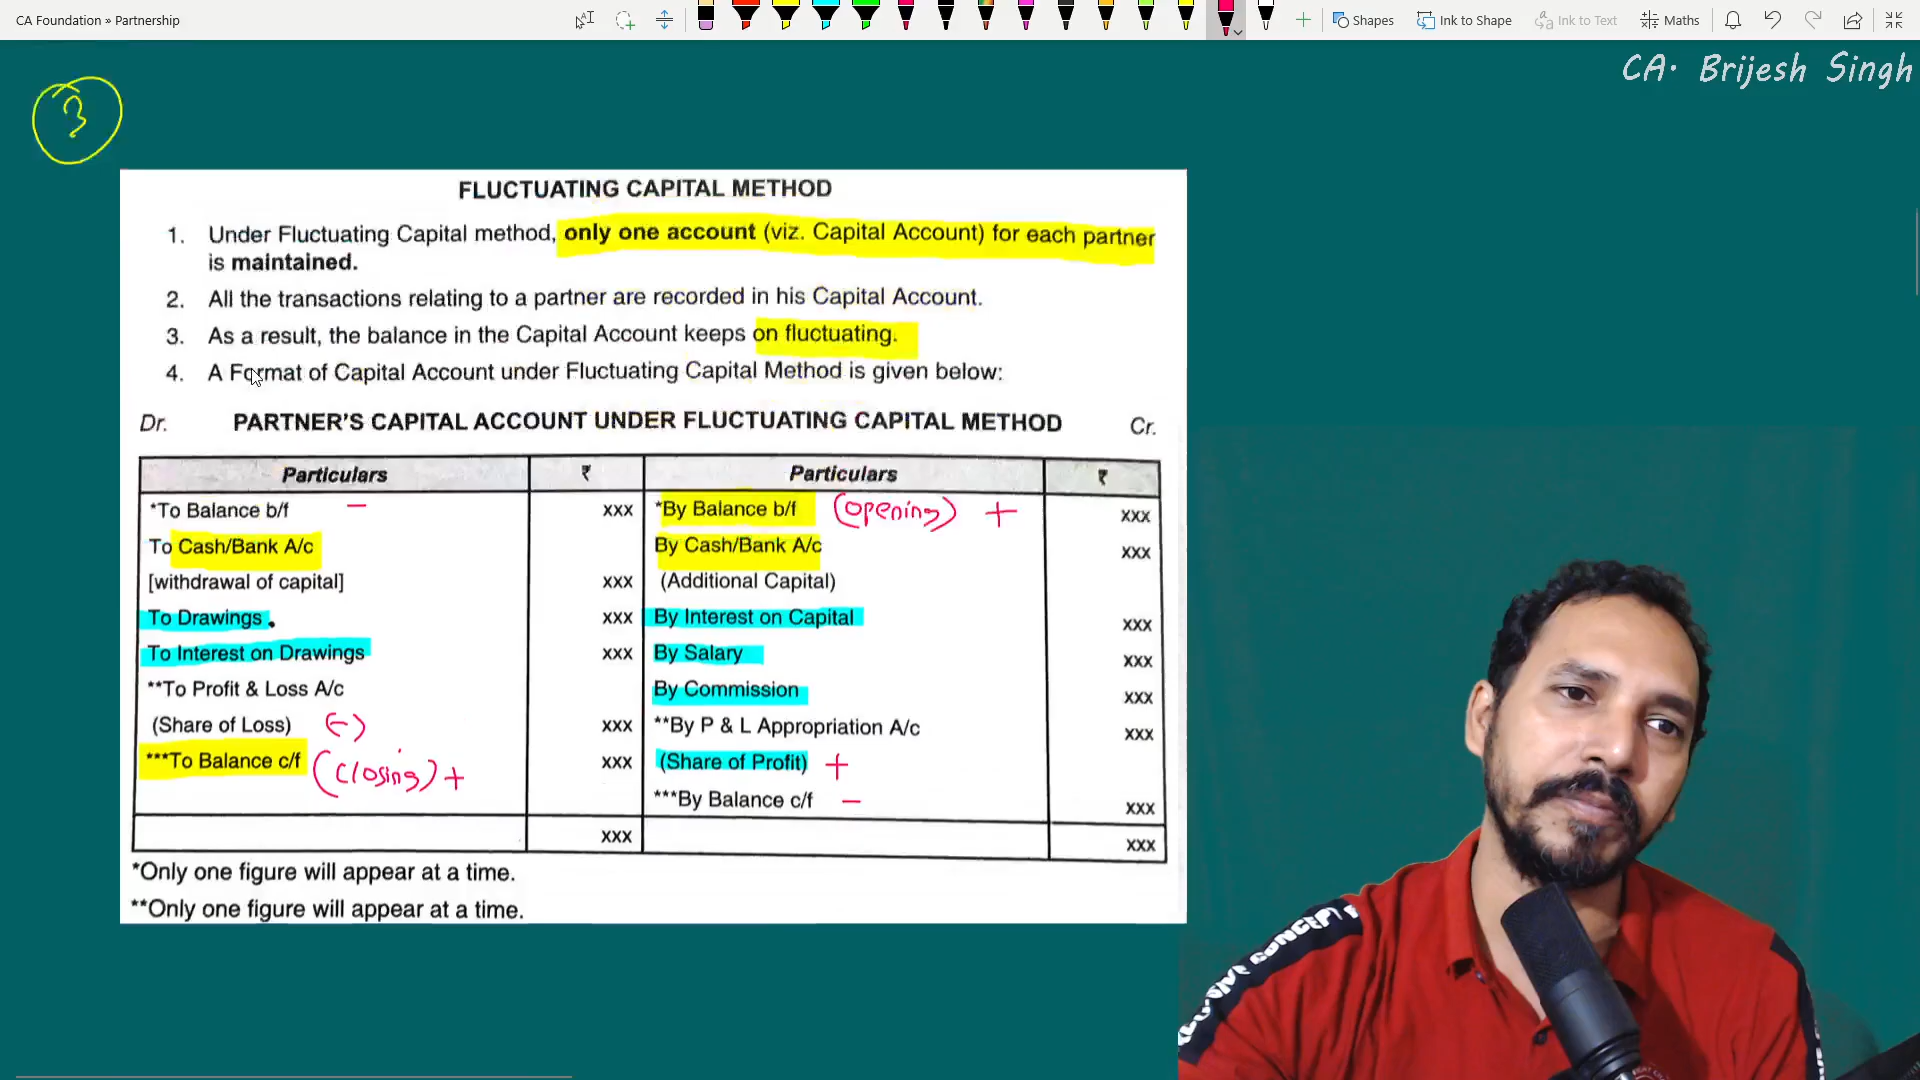 CA Foundation » Partnership
Shapes
Ink to Shape
Ink to Text
Maths
CA. Brijesh Singh
3
FLUCTUATING CAPITAL METHOD
1. Under Fluctuating Capital method, only one account (viz. Capital Account) for each partner
is maintained.
2. All the transactions relating to a partner are recorded in his Capital Account.
3. As a result, the balance in the Capital Account keeps on fluctuating.
4. A Format of Capital Account under Fluctuating Capital Method is given below:
Dr. PARTNER'S CAPITAL ACCOUNT UNDER FLUCTUATING CAPITAL METHOD Cr.
Particulars ₹ Particulars ₹
*To Balance b/f − xxx *By Balance b/f (opening) + xxx
To Cash/Bank A/c By Cash/Bank A/c xxx
[withdrawal of capital] xxx (Additional Capital)
To Drawings. xxx By Interest on Capital xxx
To Interest on Drawings xxx By Salary xxx
**To Profit & Loss A/c By Commission xxx
(Share of Loss) (−) xxx **By P & L Appropriation A/c xxx
***To Balance c/f (closing) + xxx (Share of Profit) +
***By Balance c/f − xxx
xxx xxx
*Only one figure will appear at a time.
**Only one figure will appear at a time.